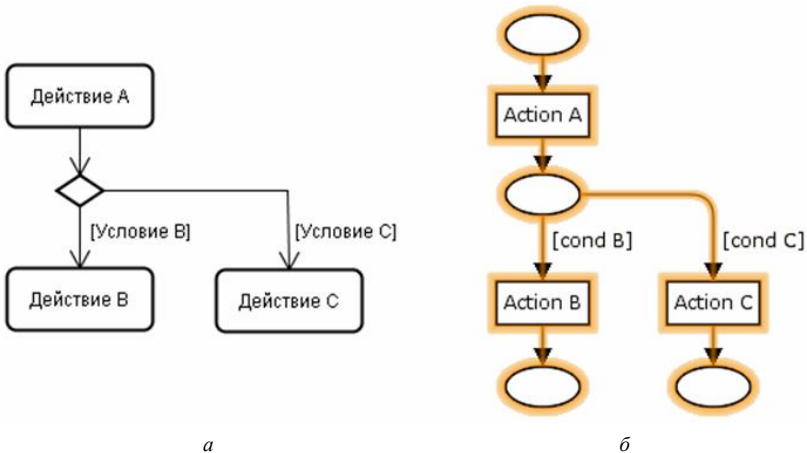 Действие A
[Условие B]
[Условие C]
Действие B
Действие C
а
Action A
[cond B]
[cond C]
Action B
Action C
б